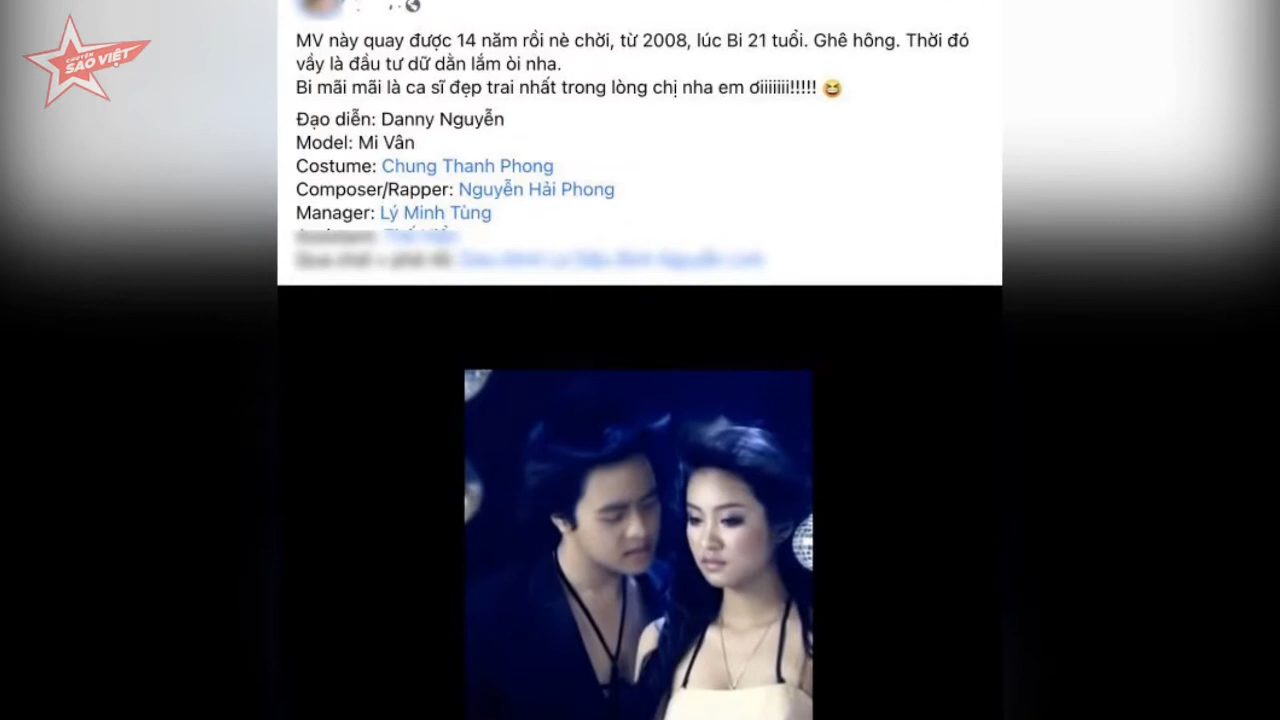 CHUYỆN
SAO VIỆT
MV này quay được 14 năm rồi nè chời, từ 2008, lúc Bi 21 tuổi. Ghê hông. Thời đó
vầy là đầu tư dữ dằn lắm òi nha.
Bi mãi mãi là ca sĩ đẹp trai nhất trong lòng chị nha em ơiiiiiii!!!!! 😆
Đạo diễn: Danny Nguyễn
Model: Mi Vân
Costume: Chung Thanh Phong
Composer/Rapper: Nguyễn Hải Phong
Manager: Lý Minh Tùng